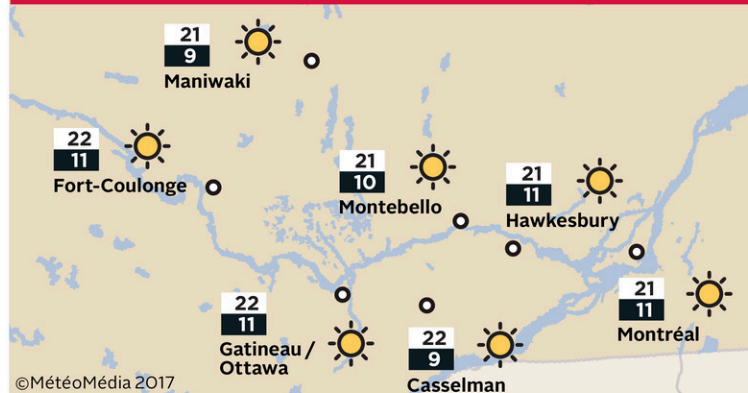 21
9
Maniwaki
22
11
Fort-Coulonge
21
10
Montebello
21
11
Hawkesbury
22
11
Gatineau /
Ottawa
22
9
Casselman
21
11
Montréal
©MétéoMédia 2017